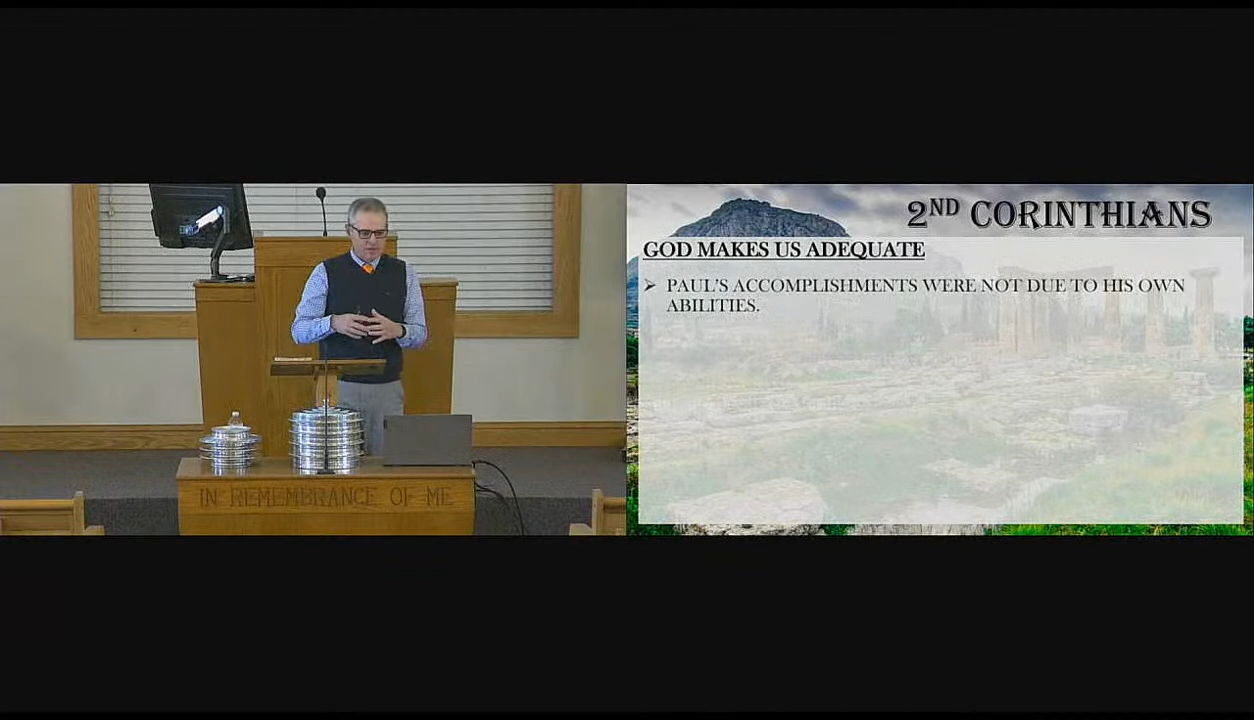 2ND CORINTHIANS
GOD MAKES US ADEQUATE
➢ PAUL'S ACCOMPLISHMENTS WERE NOT DUE TO HIS OWN
ABILITIES.
IN REMEMBRANCE OF ME